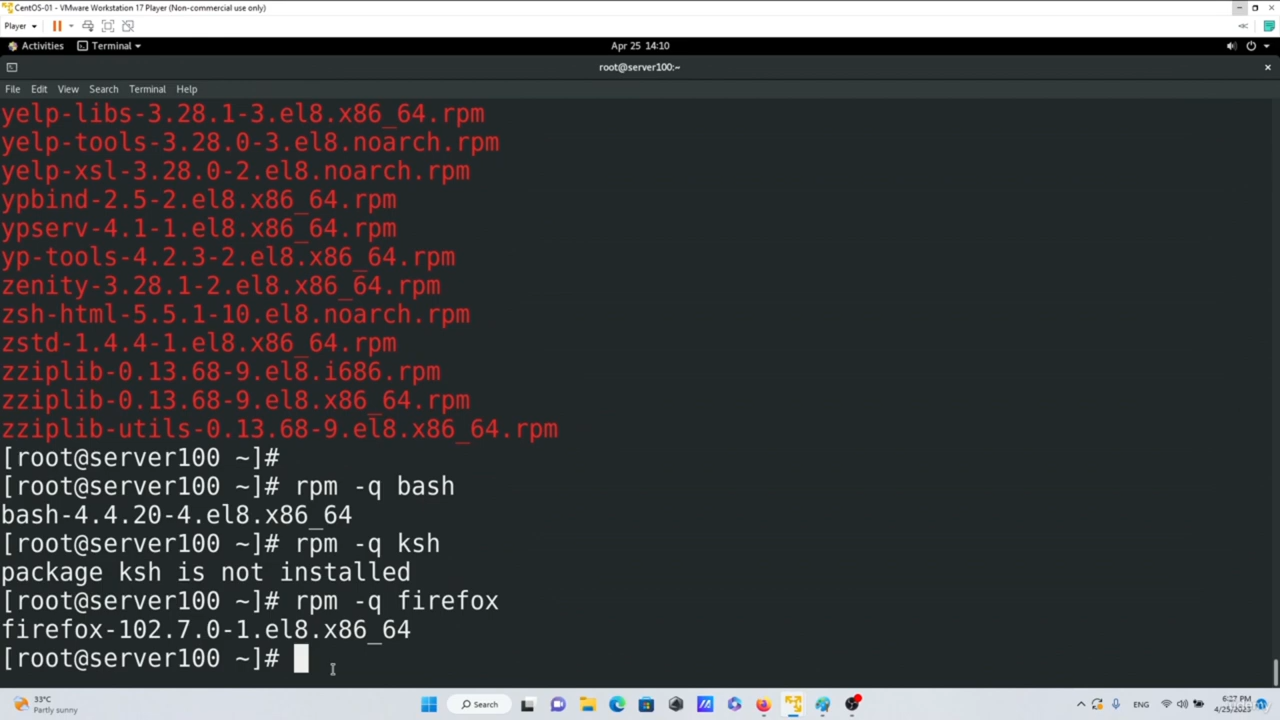 CentOS-01 - VMware Workstation 17 Player (Non-commercial use only)
Player
Activities Terminal Apr 25 14:10
root@server100:~
File Edit View Search Terminal Help
yelp-libs-3.28.1-3.el8.x86_64.rpm
yelp-tools-3.28.0-3.el8.noarch.rpm
yelp-xsl-3.28.0-2.el8.noarch.rpm
ypbind-2.5-2.el8.x86_64.rpm
ypserv-4.1-1.el8.x86_64.rpm
yp-tools-4.2.3-2.el8.x86_64.rpm
zenity-3.28.1-2.el8.x86_64.rpm
zsh-html-5.5.1-10.el8.noarch.rpm
zstd-1.4.4-1.el8.x86_64.rpm
zziplib-0.13.68-9.el8.i686.rpm
zziplib-0.13.68-9.el8.x86_64.rpm
zziplib-utils-0.13.68-9.el8.x86_64.rpm
[root@server100 ~]#
[root@server100 ~]# rpm -q bash
bash-4.4.20-4.el8.x86_64
[root@server100 ~]# rpm -q ksh
package ksh is not installed
[root@server100 ~]# rpm -q firefox
firefox-102.7.0-1.el8.x86_64
[root@server100 ~]#
33°C
Partly sunny
Search
ENG
6:27 PM
4/25/2023